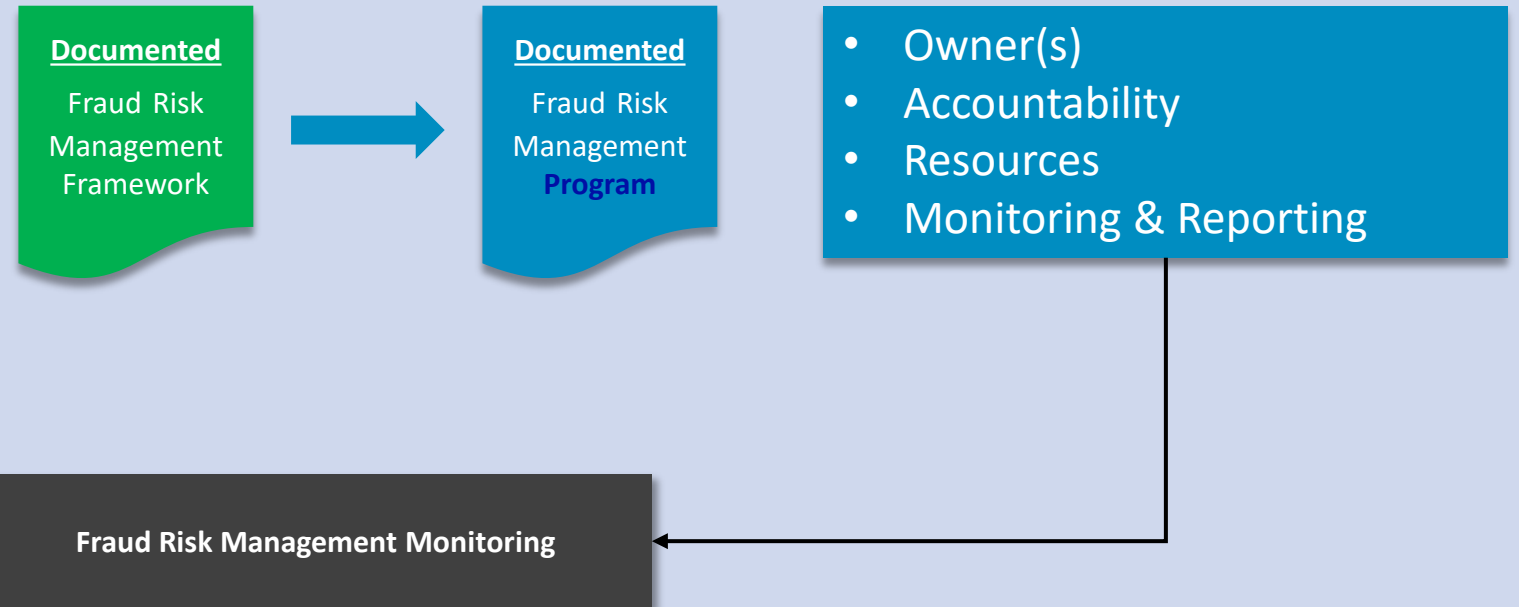 Documented
Fraud Risk
Management
Framework
Documented
Fraud Risk
Management
Program
• Owner(s)
• Accountability
• Resources
• Monitoring & Reporting
Fraud Risk Management Monitoring